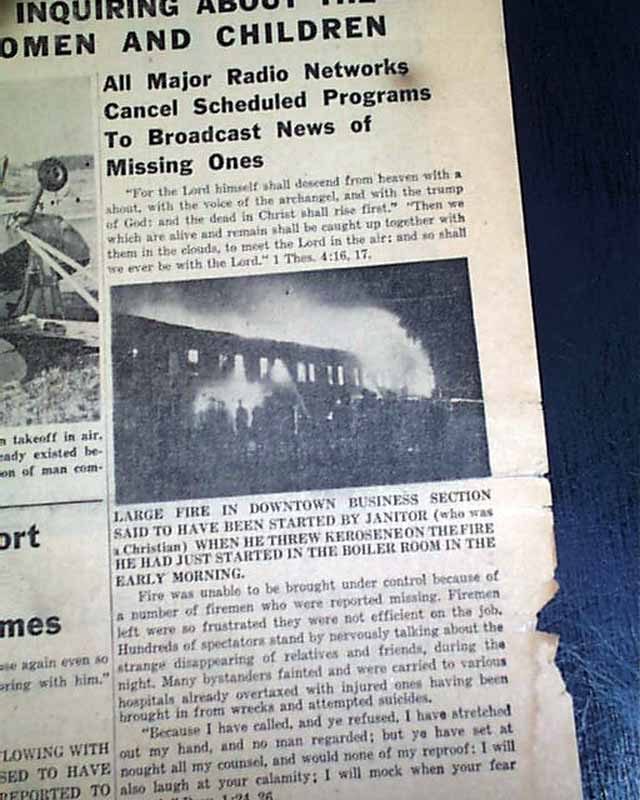 INQUIRING ABOUT THE
OMEN AND CHILDREN
n takeoff in air.
eady existed be-
on of man com-
ort
mes
se again even so
ring with him."
LOWING WITH
SED TO HAVE
REPORTED TO
All Major Radio Networks
Cancel Scheduled Programs
To Broadcast News of
Missing Ones
"For the Lord himself shall descend from heaven with a
shout, with the voice of the archangel, and with the trump
of God: and the dead in Christ shall rise first." "Then we
which are alive and remain shall be caught up together with
them in the clouds, to meet the Lord in the air: and so shall
we ever be with the Lord." 1 Thes. 4:16, 17.
LARGE FIRE IN DOWNTOWN BUSINESS SECTION
SAID TO HAVE BEEN STARTED BY JANITOR (who was
a Christian) WHEN HE THREW KEROSENE ON THE FIRE
HE HAD JUST STARTED IN THE BOILER ROOM IN THE
EARLY MORNING.
Fire was unable to be brought under control because of
a number of firemen who were reported missing. Firemen
left were so frustrated they were not efficient on the job.
Hundreds of spectators stand by nervously talking about the
strange disappearing of relatives and friends, during the
night. Many bystanders fainted and were carried to various
hospitals already overtaxed with injured ones having been
brought in from wrecks and attempted suicides.
"Because I have called, and ye refused, I have stretched
out my hand, and no man regarded; but ye have set at
nought all my counsel, and would none of my reproof: I will
also laugh at your calamity; I will mock when your fear